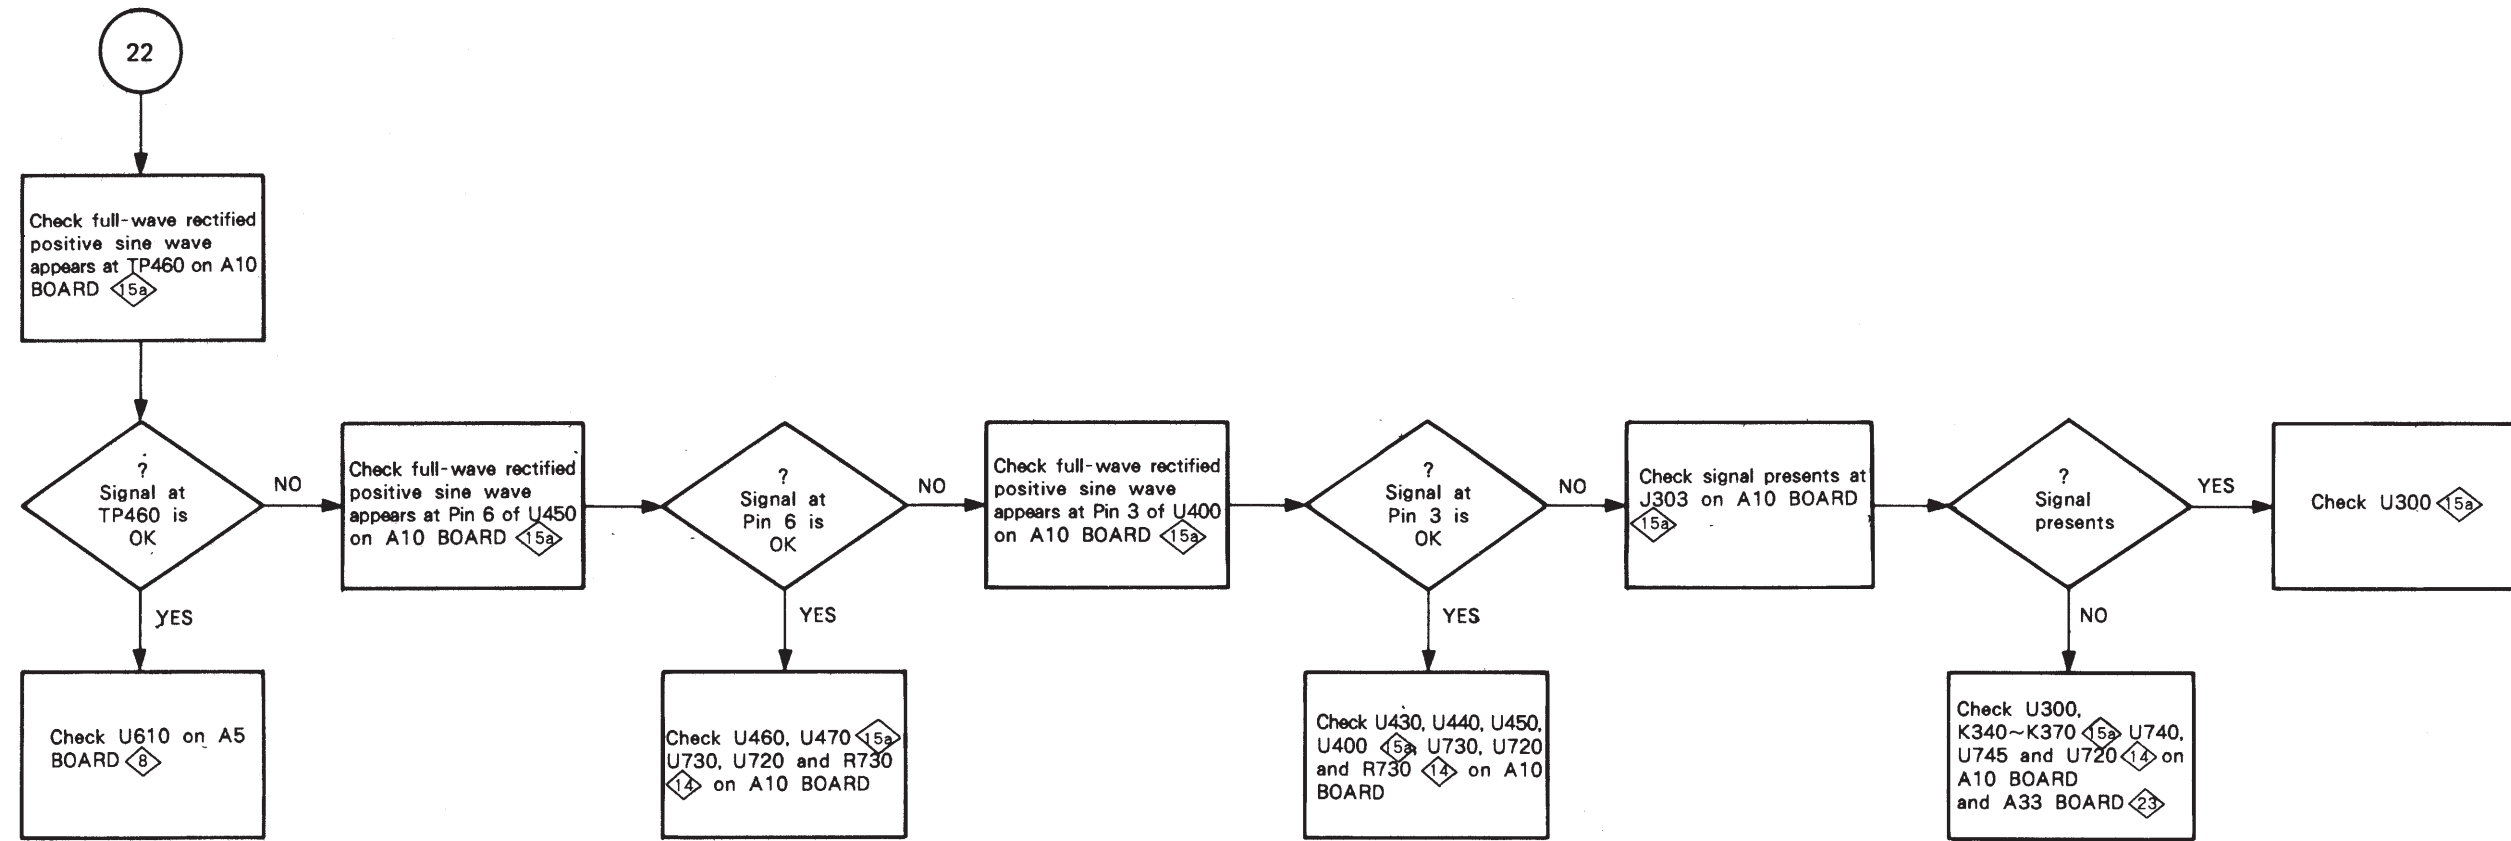 22
Check full-wave rectified
positive sine wave
appears at TP460 on A10
BOARD 15a
?
Signal at
TP460 is
OK
NO
YES
Check U610 on A5
BOARD 8
Check full-wave rectified
positive sine wave
appears at Pin 6 of U450
on A10 BOARD 15a
?
Signal at
Pin 6 is
OK
NO
YES
Check U460, U470 15a
U730, U720 and R730
14 on A10 BOARD
Check full-wave rectified
positive sine wave
appears at Pin 3 of U400
on A10 BOARD 15a
?
Signal at
Pin 3 is
OK
NO
YES
Check U430, U440, U450,
U400 15a, U730, U720
and R730 14 on A10
BOARD
Check signal presents at
J303 on A10 BOARD
15a
?
Signal
presents
YES
NO
Check U300 15a
Check U300,
K340~K370 15a U740,
U745 and U720 14 on
A10 BOARD
and A33 BOARD 23